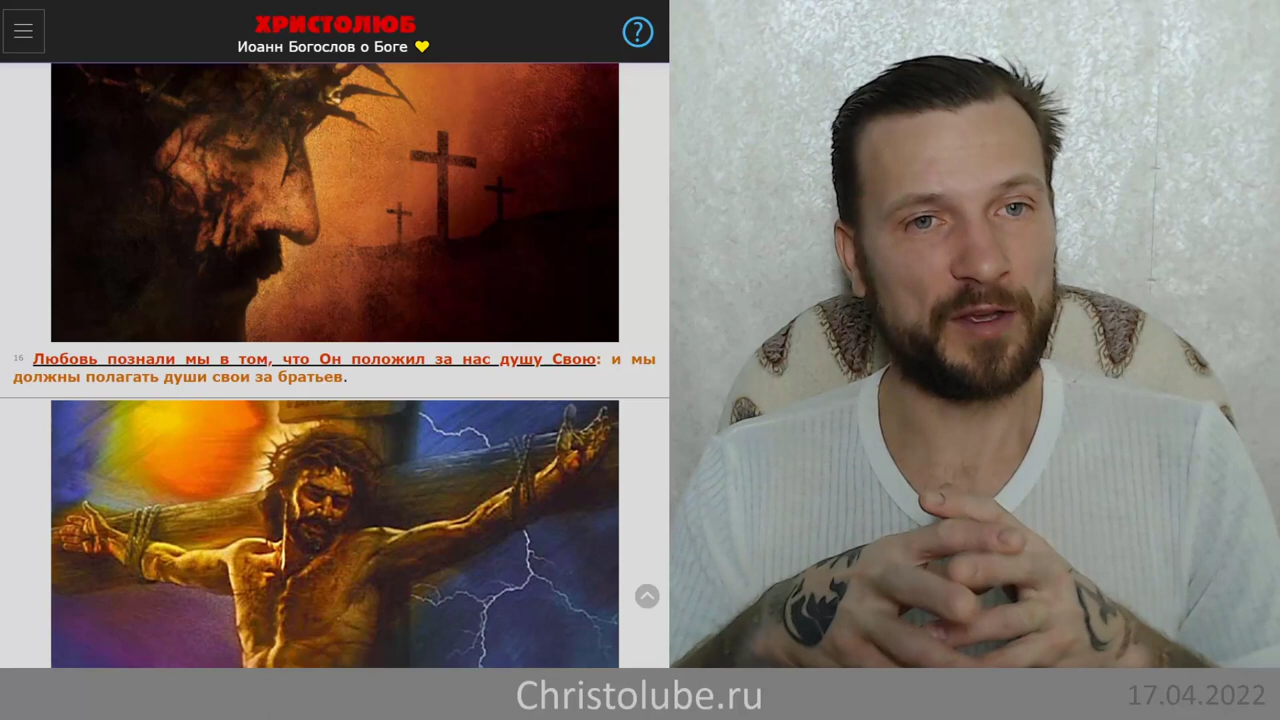 ХРИСТОЛЮБ
Иоанн Богослов о Боге
?
16 Любовь познали мы в том, что Он положил за нас душу Свою: и мы
должны полагать души свои за братьев.
Christolube.ru
17.04.2022